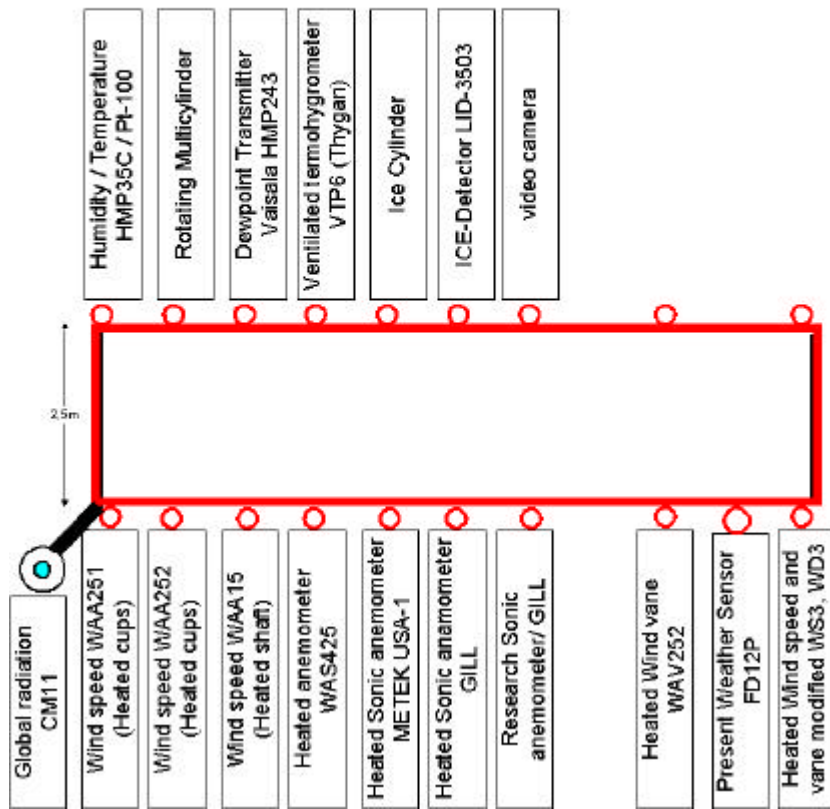 Humidity / Temperature
HMP35C / Pt-100
Rotating Multicylinder
Dewpoint Transmitter
Vaisala HMP243
Ventilated termohygrometer
VTP6 (Thygan)
Ice Cylinder
ICE-Detector LID-3503
video camera
2,5m
Global radiation
CM11
Wind speed WAA251
(Heated cups)
Wind speed WAA252
(Heated cups)
Wind speed WAA15
(Heated shaft)
Heated anemometer
WAS425
Heated Sonic anemometer
METEK USA-1
Heated Sonic anamometer
GILL
Research Sonic
anemometer/ GILL
Heated Wind vane
WAV252
Present Weather Sensor
FD12P
Heated Wind speed and
vane modified WS3, WD3